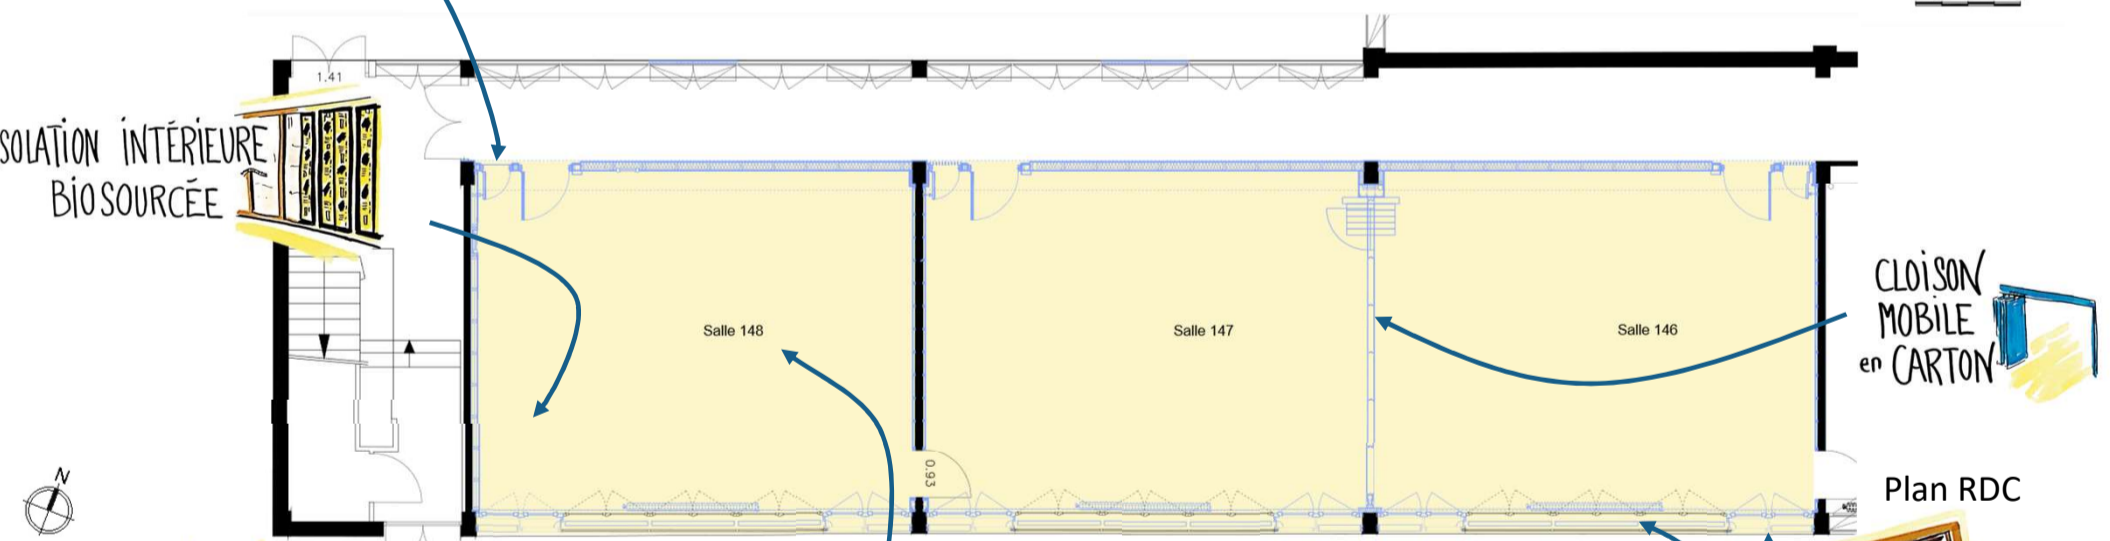 1.41
SOLATION INTÉRIEURE
BIOSOURCÉE
Salle 148
Salle 147
Salle 146
CLOISON
MOBILE
en CARTON
0.93
N
Plan RDC